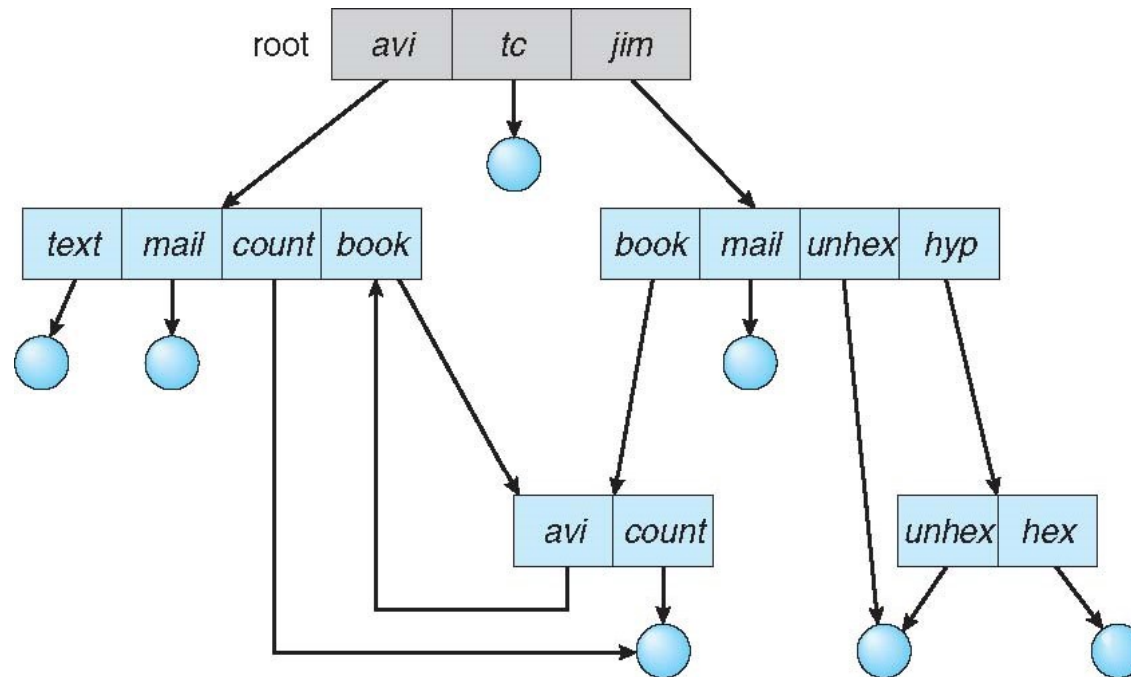 root avi tc jim
text mail count book
book mail unhex hyp
avi count
unhex hex